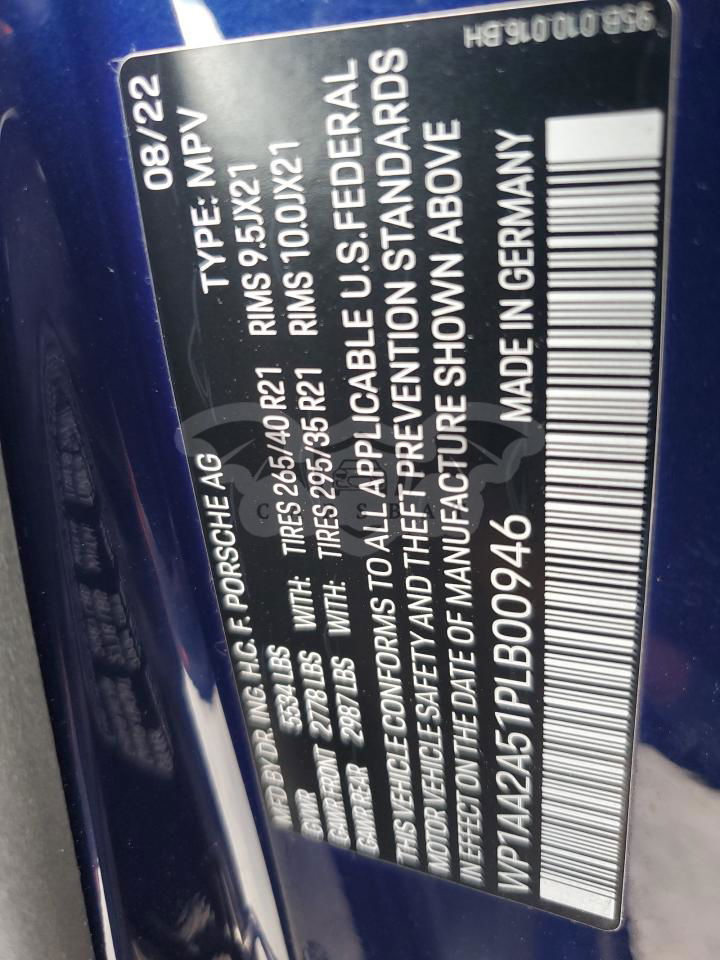 MFD BY DR. ING. H.C. F. PORSCHE AG 08/22
GVWR 5534 LBS TYPE: MPV
GAWR FRONT 2778 LBS WITH: TIRES 265/40 R21 RIMS 9.5JX21
GAWR REAR 2987 LBS WITH: TIRES 295/35 R21 RIMS 10.0JX21
THIS VEHICLE CONFORMS TO ALL APPLICABLE U.S.FEDERAL
MOTOR VEHICLE SAFETY AND THEFT PREVENTION STANDARDS
IN EFFECT ON THE DATE OF MANUFACTURE SHOWN ABOVE
WP1AA2A51PLB00946 MADE IN GERMANY
95B.010.016.BH